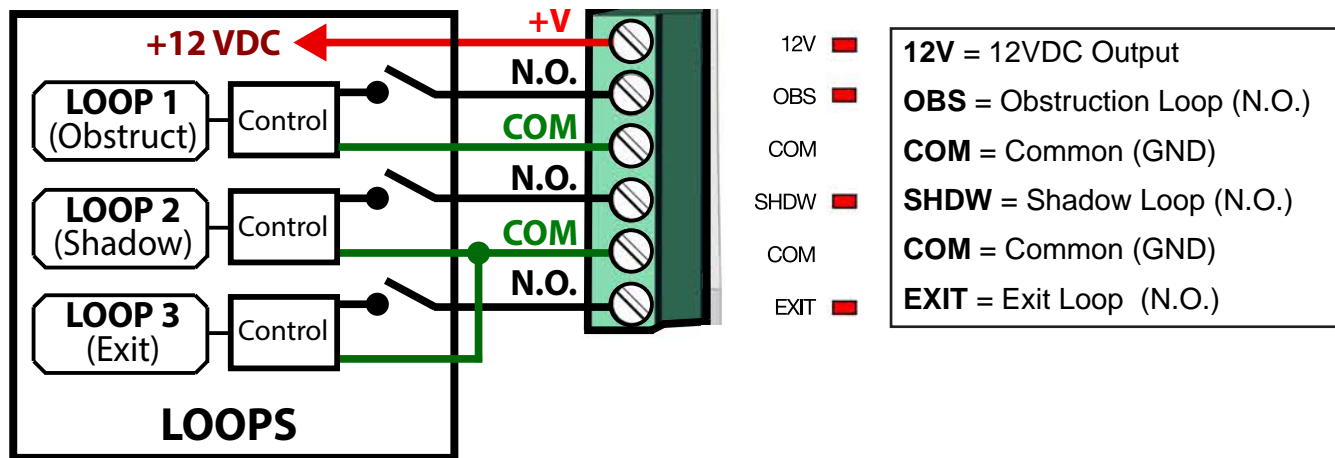 +12 VDC
+V
N.O.
LOOP 1
(Obstruct)
Control
COM
N.O.
LOOP 2
(Shadow)
Control
COM
N.O.
LOOP 3
(Exit)
Control
LOOPS
12V
OBS
COM
SHDW
COM
EXIT
12V = 12VDC Output
OBS = Obstruction Loop (N.O.)
COM = Common (GND)
SHDW = Shadow Loop (N.O.)
COM = Common (GND)
EXIT = Exit Loop (N.O.)